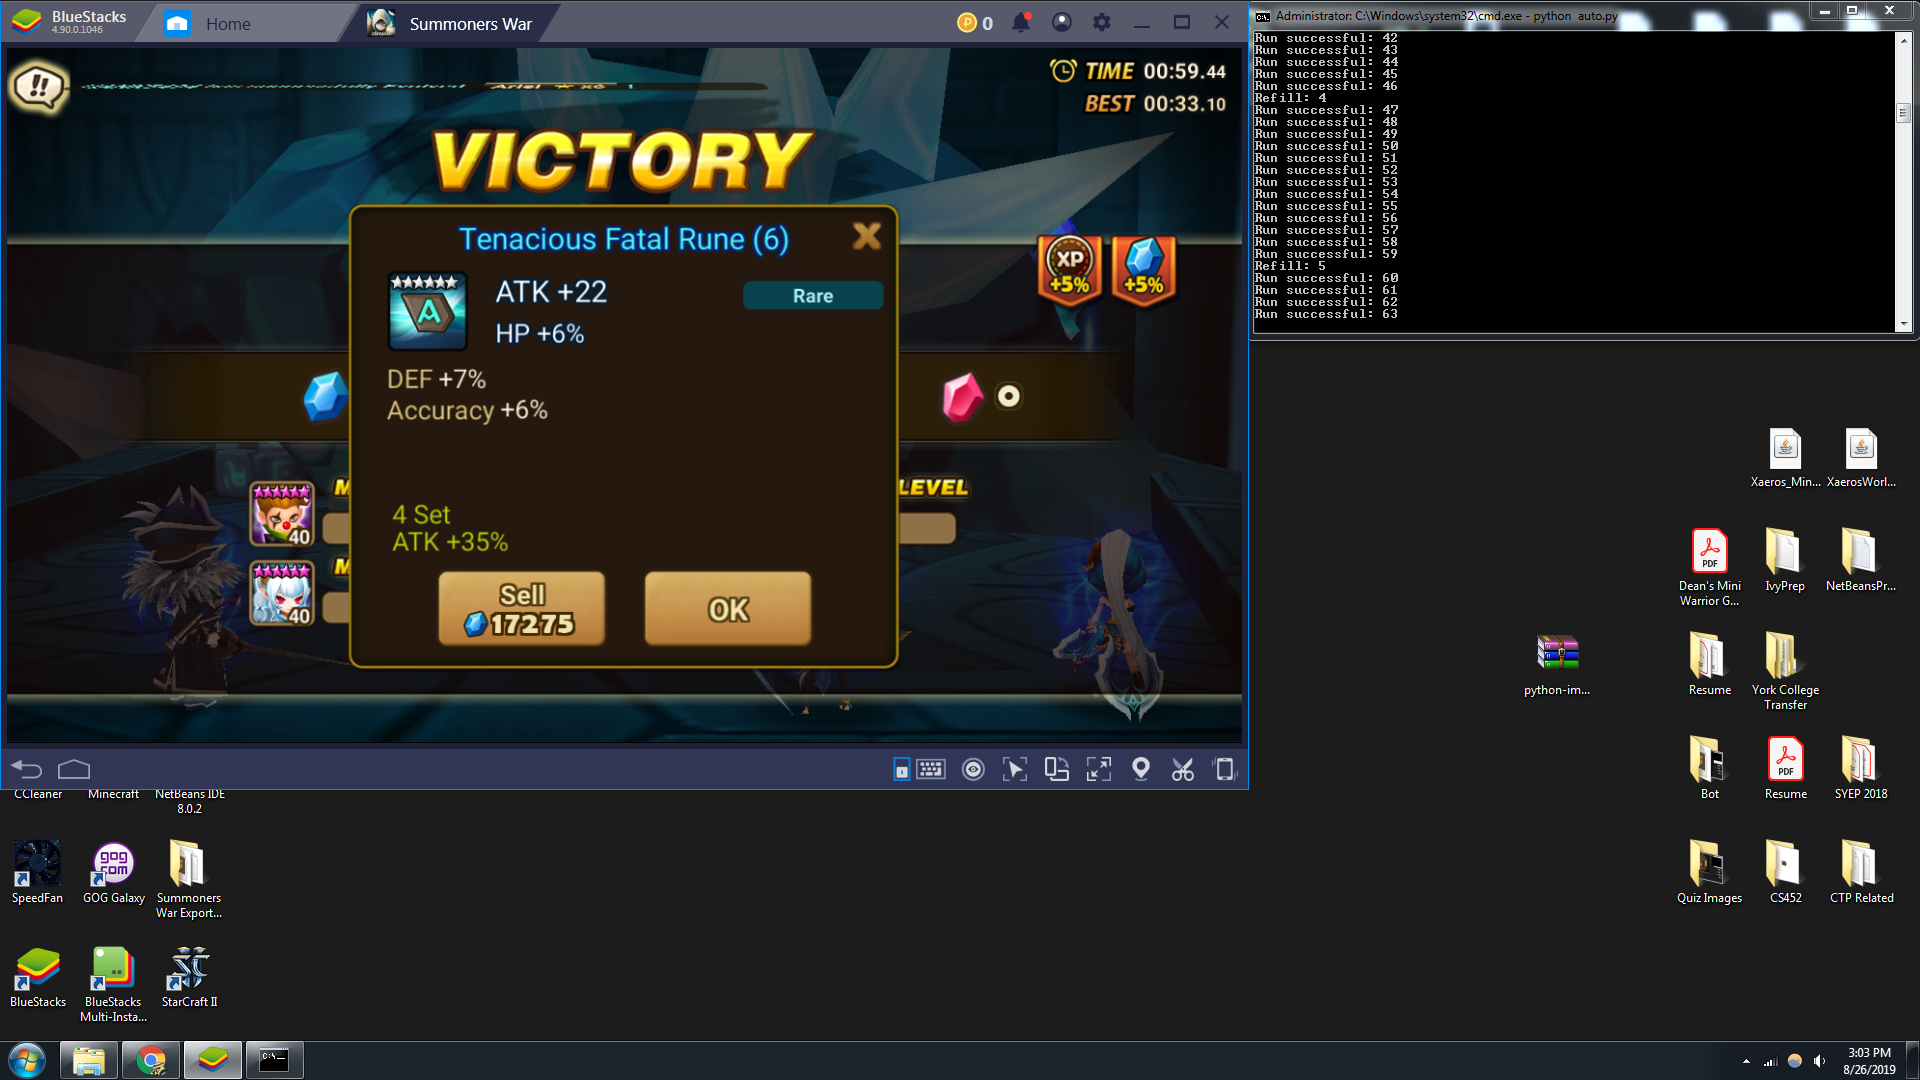 BlueStacks
4.90.0.1046
Home
Summoners War
P 0
!!
Ariel ★ x6
TIME 00:59.44
BEST 00:33.10
VICTORY
Tenacious Fatal Rune (6)
X
ATK +22
Rare
HP +6%
DEF +7%
Accuracy +6%
4 Set
ATK +35%
Sell
17275
OK
XP
+5%
+5%
M
LEVEL
40
M
40
Administrator: C:\Windows\system32\cmd.exe - python auto.py
Run successful: 42
Run successful: 43
Run successful: 44
Run successful: 45
Run successful: 46
Refill: 4
Run successful: 47
Run successful: 48
Run successful: 49
Run successful: 50
Run successful: 51
Run successful: 52
Run successful: 53
Run successful: 54
Run successful: 55
Run successful: 56
Run successful: 57
Run successful: 58
Run successful: 59
Refill: 5
Run successful: 60
Run successful: 61
Run successful: 62
Run successful: 63
Xaeros_Min...
XaerosWorl...
PDF
Dean's Mini
Warrior G...
IvyPrep
NetBeansPr...
python-im...
Resume
York College
Transfer
Bot
PDF
Resume
SYEP 2018
Quiz Images
CS452
CTP Related
CCleaner
Minecraft
NetBeans IDE
8.0.2
SpeedFan
gog
com
GOG Galaxy
Summoners
War Export...
BlueStacks
BlueStacks
Multi-Insta...
StarCraft II
C:\
3:03 PM
8/26/2019